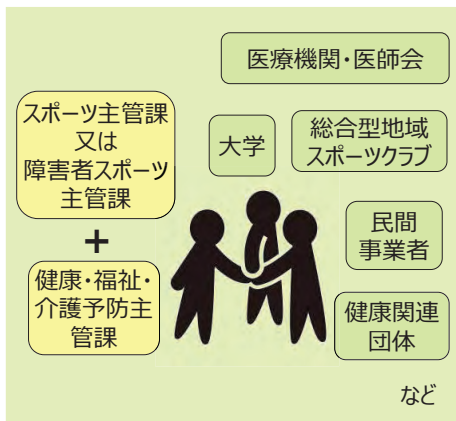 医療機関・医師会
スポーツ主管課
又は
障害者スポーツ
主管課
大学
総合型地域
スポーツクラブ
+
民間
事業者
健康・福祉・
介護予防主
管課
健康関連
団体
など